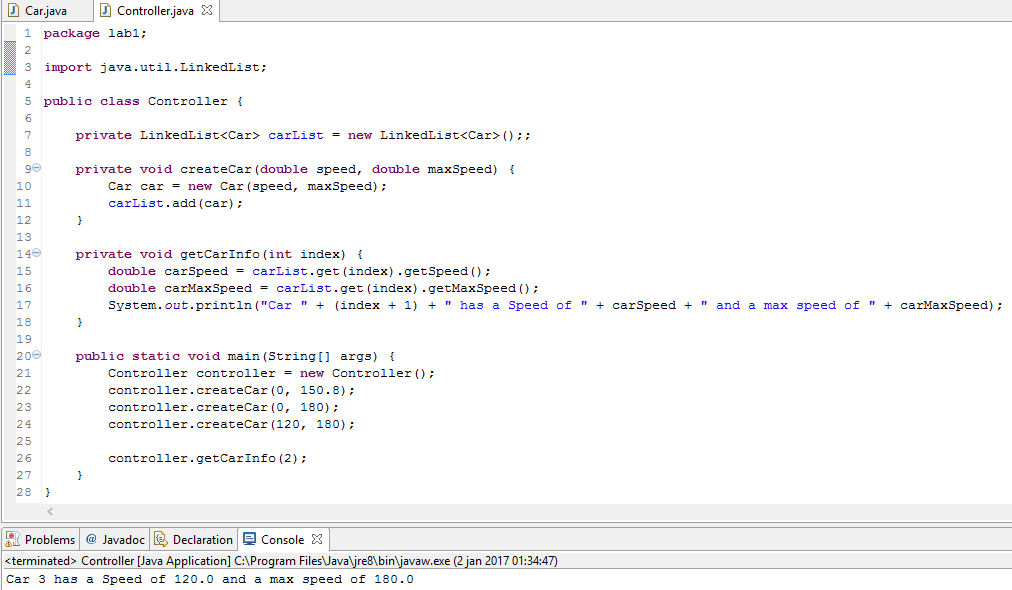 Car.java Controller.java
1 package lab1;
2
3 import java.util.LinkedList;
4
5 public class Controller {
6
7     private LinkedList<Car> carList = new LinkedList<Car>();;
8
9     private void createCar(double speed, double maxSpeed) {
10         Car car = new Car(speed, maxSpeed);
11         carList.add(car);
12     }
13
14     private void getCarInfo(int index) {
15         double carSpeed = carList.get(index).getSpeed();
16         double carMaxSpeed = carList.get(index).getMaxSpeed();
17         System.out.println("Car " + (index + 1) + " has a Speed of " + carSpeed + " and a max speed of " + carMaxSpeed);
18     }
19
20     public static void main(String[] args) {
21         Controller controller = new Controller();
22         controller.createCar(0, 150.8);
23         controller.createCar(0, 180);
24         controller.createCar(120, 180);
25
26         controller.getCarInfo(2);
27     }
28 }
Problems @ Javadoc Declaration Console
<terminated> Controller [Java Application] C:\Program Files\Java\jre8\bin\javaw.exe (2 jan 2017 01:34:47)
Car 3 has a Speed of 120.0 and a max speed of 180.0